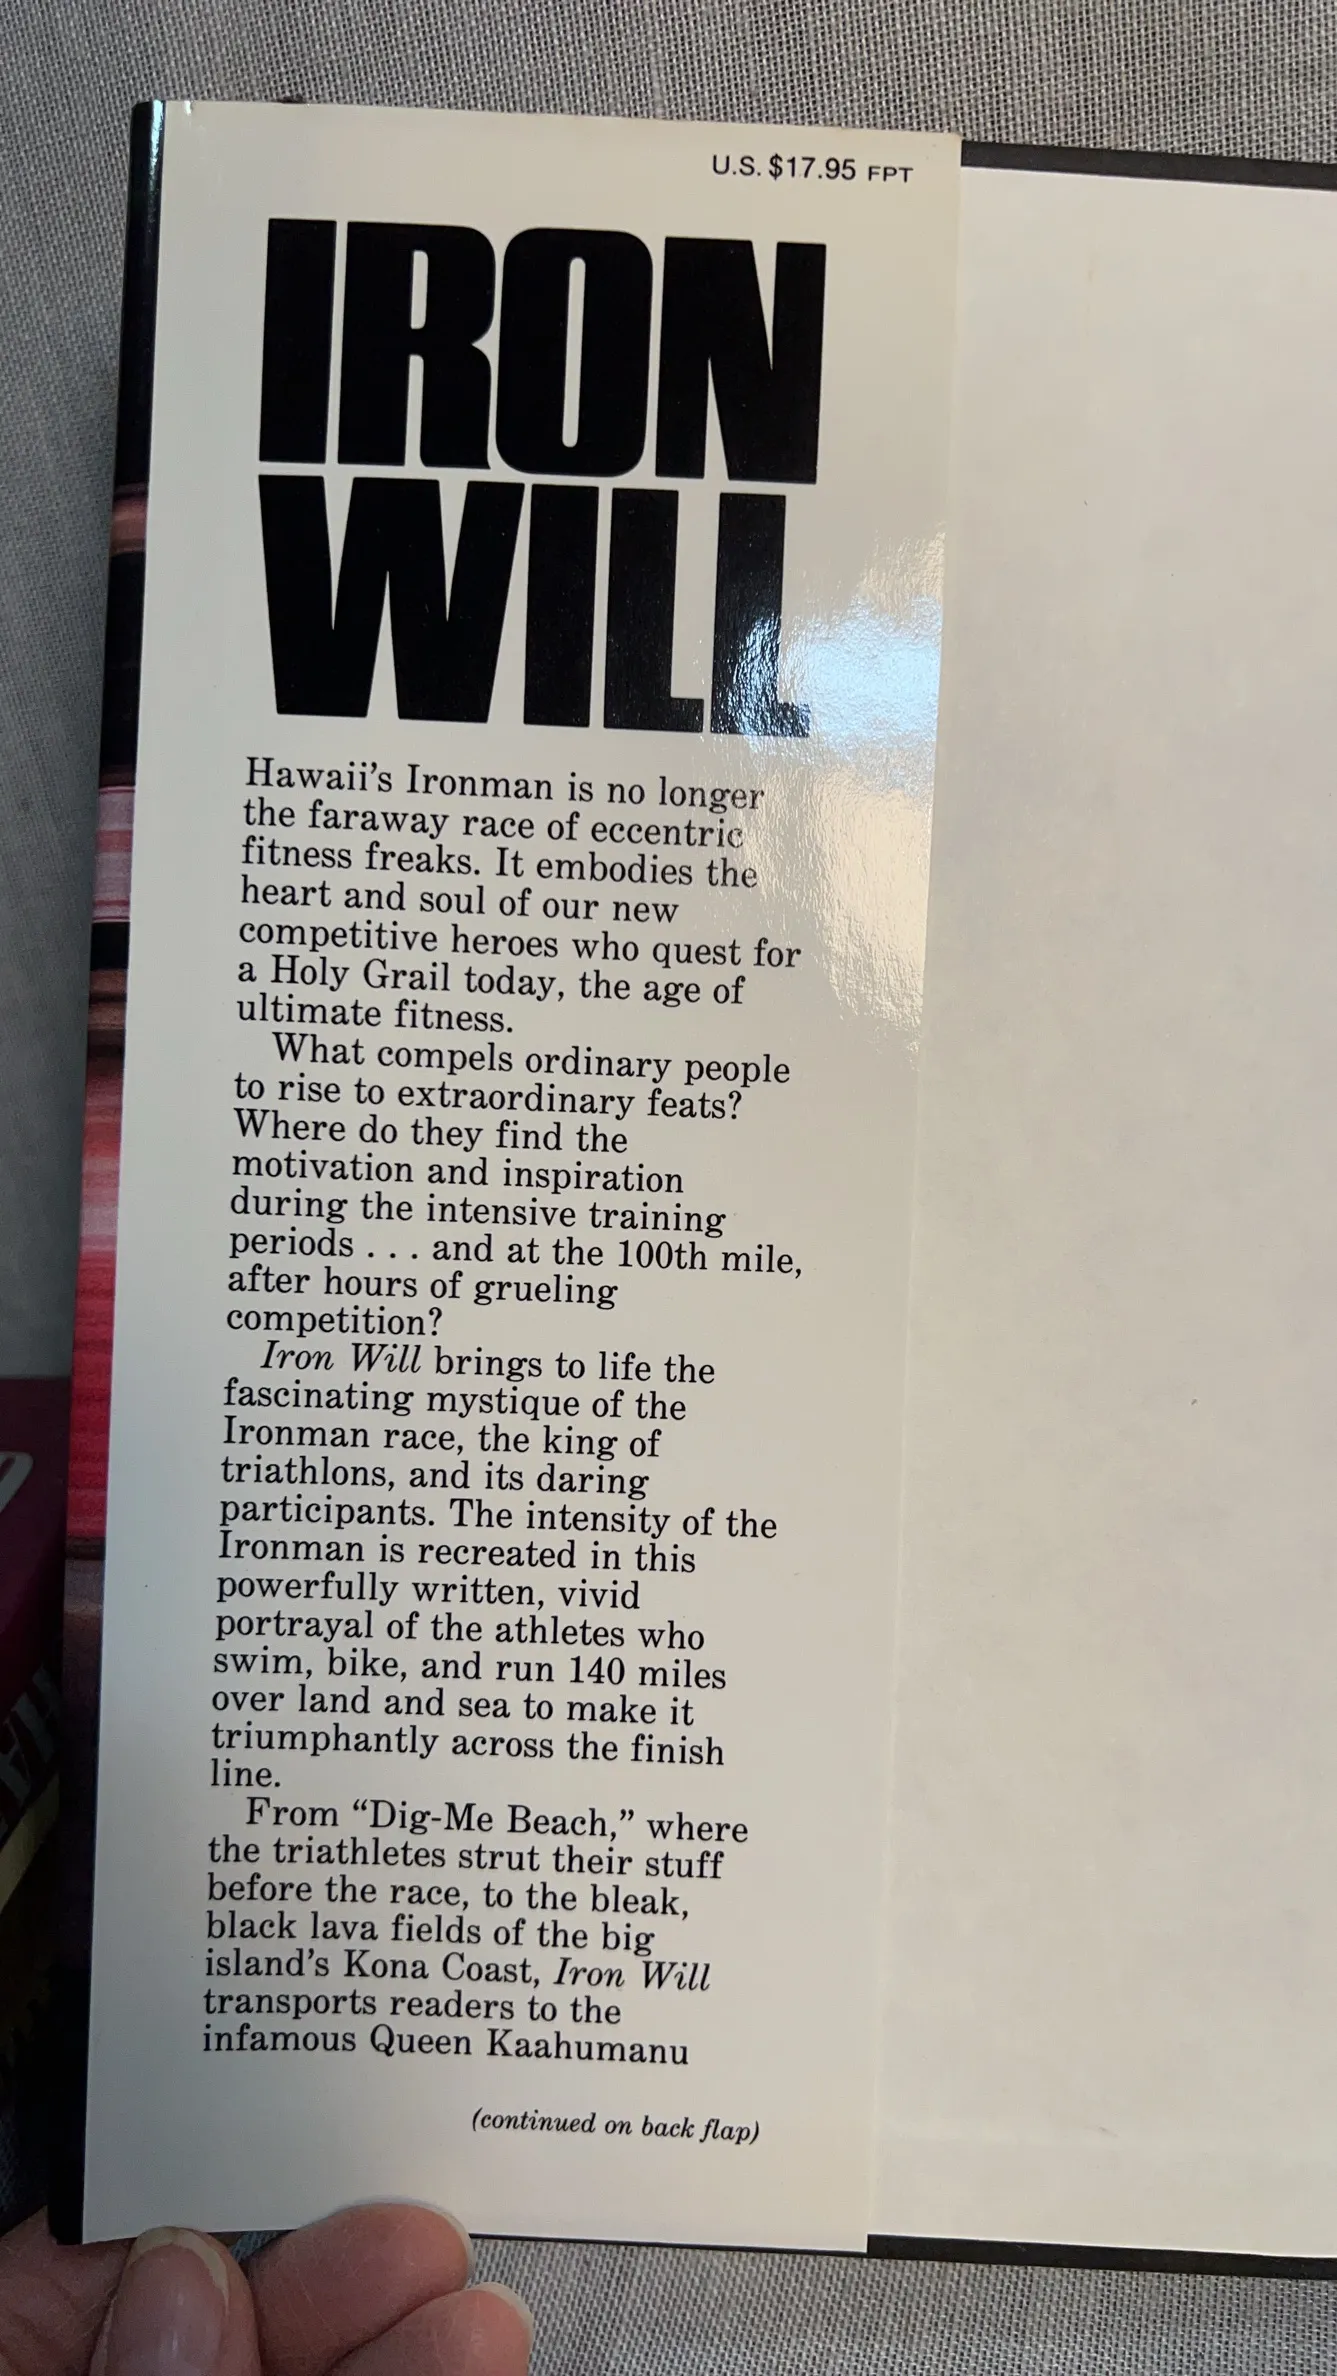 U.S. $17.95 FPT
IRON
WILL
Hawaii's Ironman is no longer
the faraway race of eccentric
fitness freaks. It embodies the
heart and soul of our new
competitive heroes who quest for
a Holy Grail today, the age of
ultimate fitness.
What compels ordinary people
to rise to extraordinary feats?
Where do they find the
motivation and inspiration
during the intensive training
periods . . . and at the 100th mile,
after hours of grueling
competition?
Iron Will brings to life the
fascinating mystique of the
Ironman race, the king of
triathlons, and its daring
participants. The intensity of the
Ironman is recreated in this
powerfully written, vivid
portrayal of the athletes who
swim, bike, and run 140 miles
over land and sea to make it
triumphantly across the finish
line.
From “Dig-Me Beach,” where
the triathletes strut their stuff
before the race, to the bleak,
black lava fields of the big
island's Kona Coast, Iron Will
transports readers to the
infamous Queen Kaahumanu
(continued on back flap)